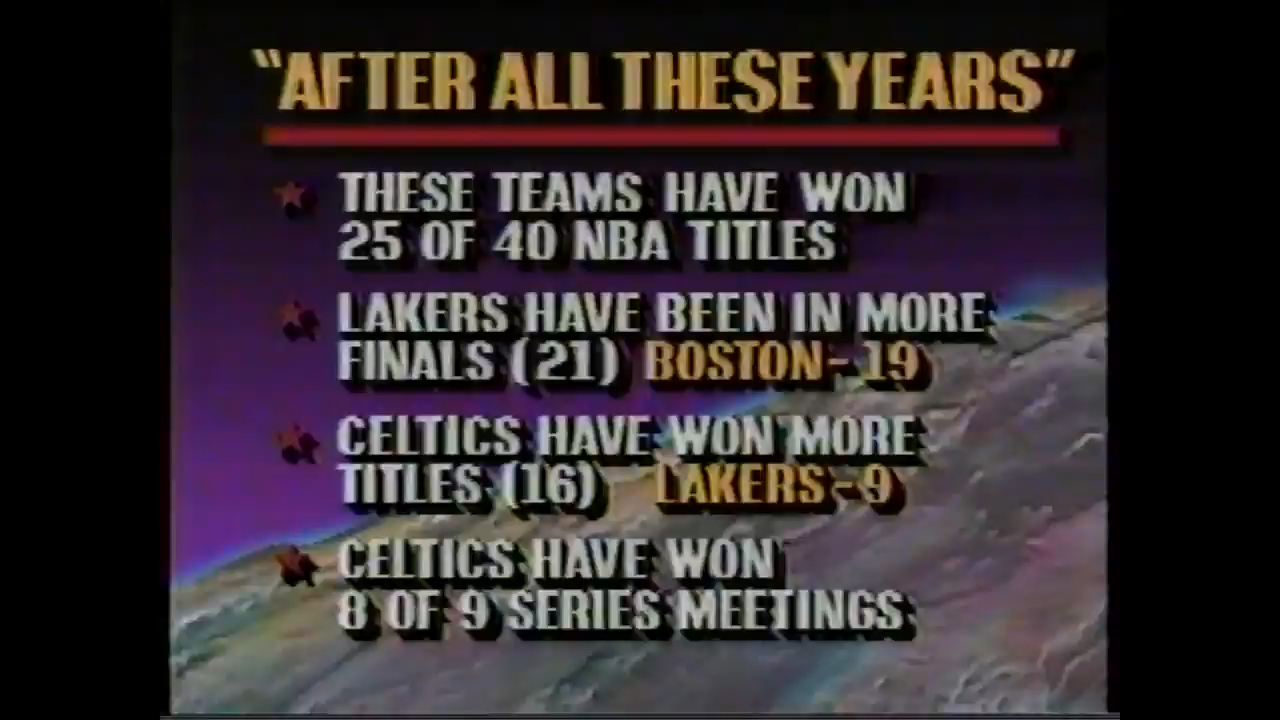 "AFTER ALL THESE YEARS"
THESE TEAMS HAVE WON
25 OF 40 NBA TITLES
LAKERS HAVE BEEN IN MORE
FINALS (21) BOSTON- 19
CELTICS HAVE WON MORE
TITLES (16) LAKERS - 9
CELTICS HAVE WON
8 OF 9 SERIES MEETINGS